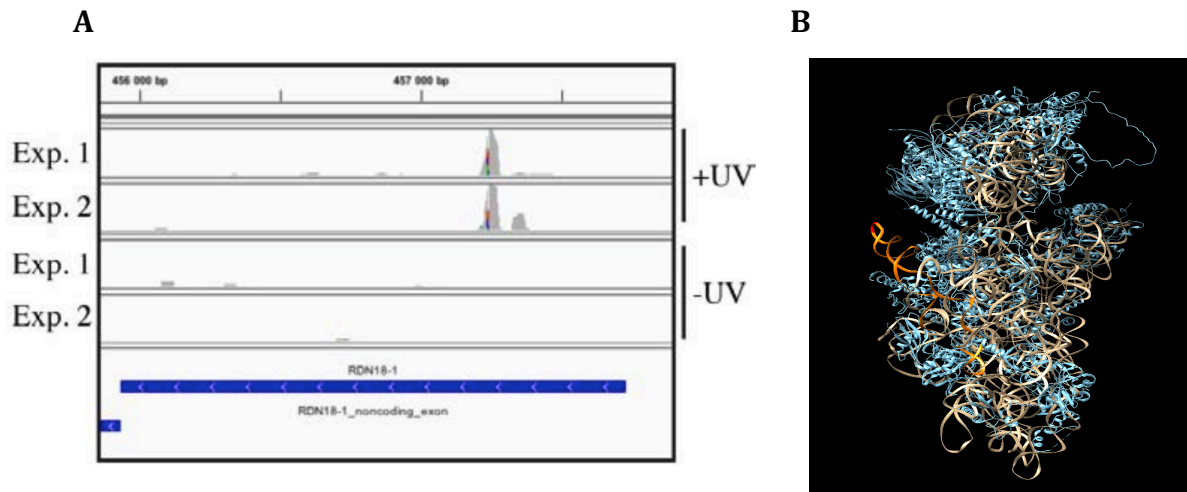 A
B
456 000 bp
457 000 bp
Exp. 1
+UV
Exp. 2
Exp. 1
-UV
Exp. 2
RDN18-1
RDN18-1_noncoding_exon